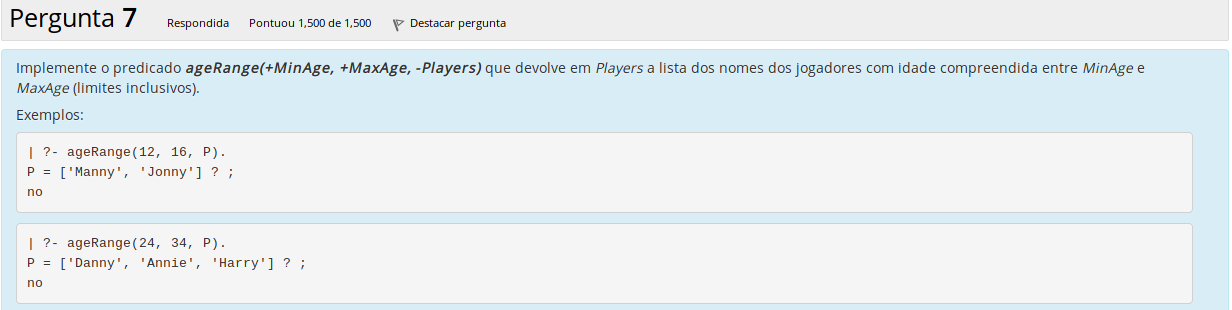 Pergunta 7 Respondida Pontuou 1,500 de 1,500 Destacar pergunta
Implemente o predicado ageRange(+MinAge, +MaxAge, -Players) que devolve em Players a lista dos nomes dos jogadores com idade compreendida entre MinAge e
MaxAge (limites inclusivos).
Exemplos:
| ?- ageRange(12, 16, P).
P = ['Manny', 'Jonny'] ? ;
no
| ?- ageRange(24, 34, P).
P = ['Danny', 'Annie', 'Harry'] ? ;
no